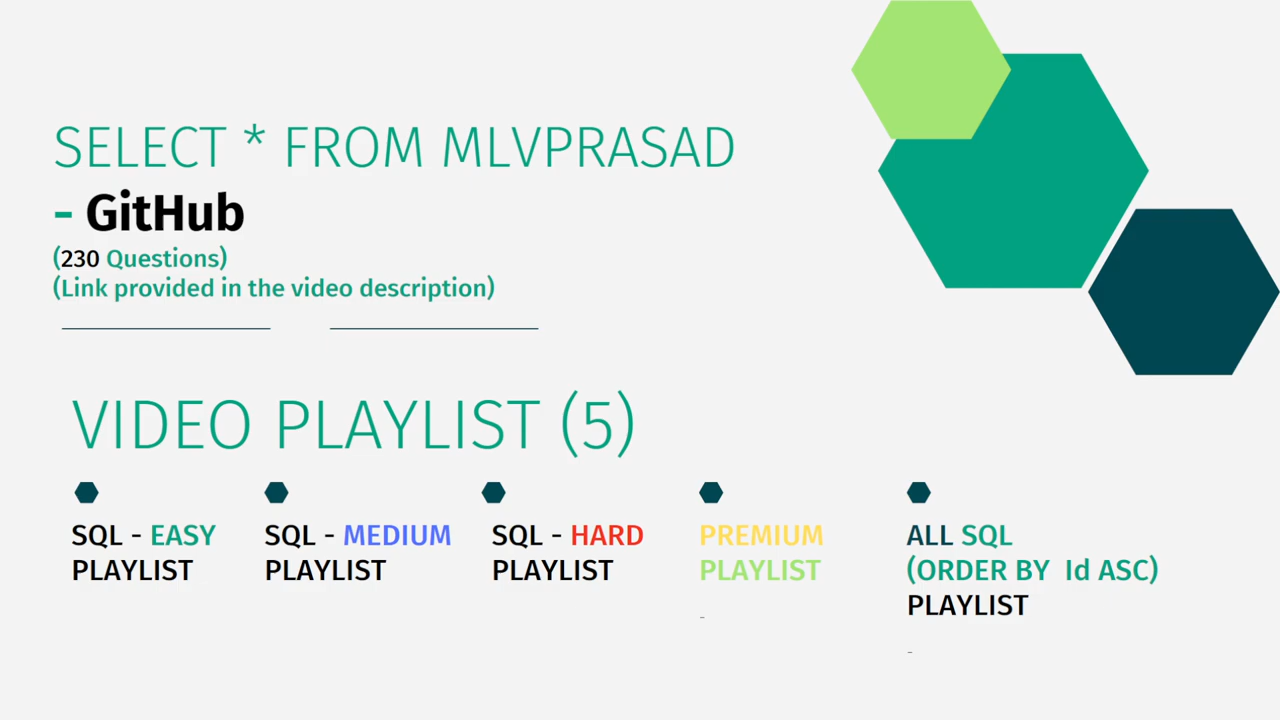 SELECT * FROM MLVPRASAD
- GitHub
(230 Questions)
(Link provided in the video description)
VIDEO PLAYLIST (5)
SQL - EASY
PLAYLIST
SQL - MEDIUM
PLAYLIST
SQL - HARD
PLAYLIST
PREMIUM
PLAYLIST
-
ALL SQL
(ORDER BY Id ASC)
PLAYLIST
-